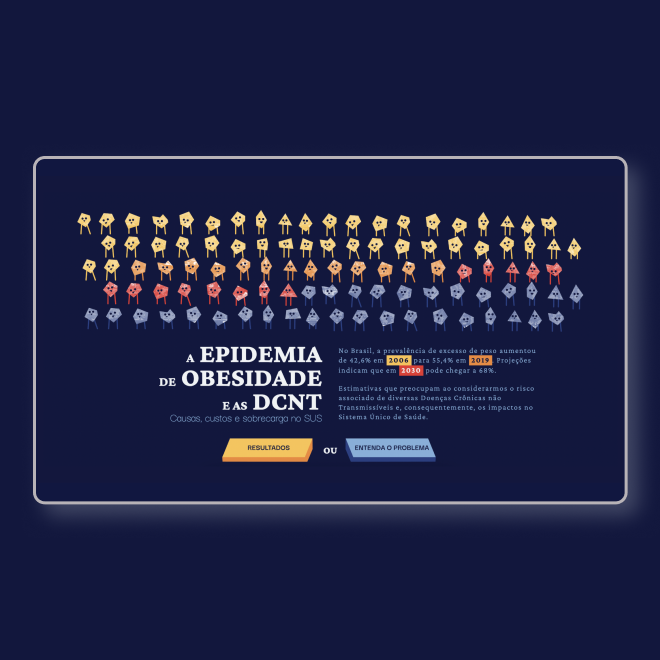 A EPIDEMIA
DE OBESIDADE
E AS DCNT
Causas, custos e sobrecarga no SUS
No Brasil, a prevalência de excesso de peso aumentou
de 42,6% em 2006 para 55,4% em 2019. Projeções
indicam que em 2030 pode chegar a 68%.
Estimativas que preocupam ao considerarmos o risco
associado de diversas Doenças Crônicas não
Transmissíveis e, consequentemente, os impactos no
Sistema Único de Saúde.
RESULTADOS OU ENTENDA O PROBLEMA